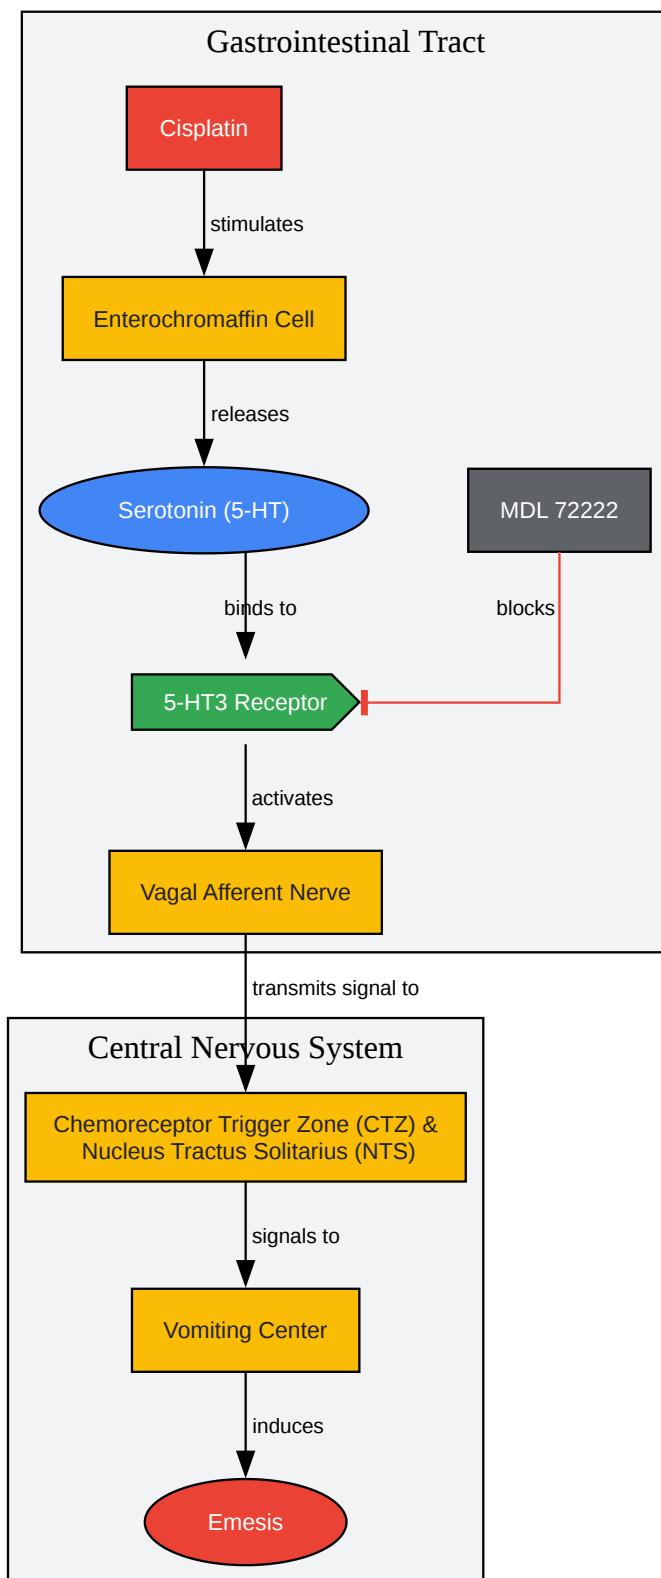 Gastrointestinal Tract
Cisplatin
stimulates
Enterochromaffin Cell
releases
Serotonin (5-HT)
MDL 72222
binds to
blocks
5-HT3 Receptor
activates
Vagal Afferent Nerve
transmits signal to
Central Nervous System
Chemoreceptor Trigger Zone (CTZ) &
Nucleus Tractus Solitarius (NTS)
signals to
Vomiting Center
induces
Emesis